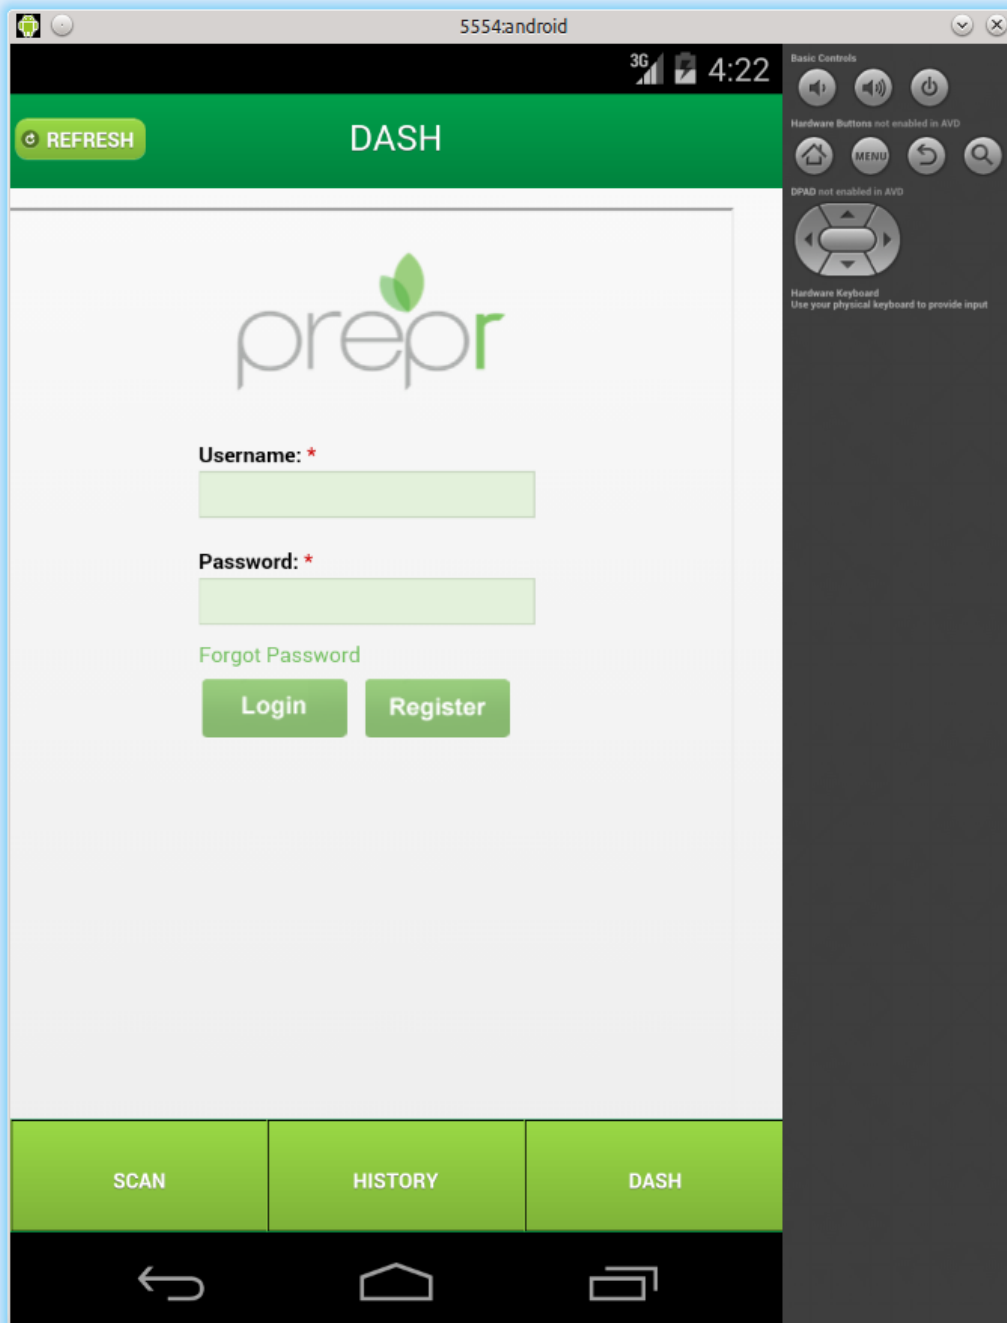 5554:android
3G 4:22
REFRESH
DASH
prepr
Username: *
Password: *
Forgot Password
Login Register
SCAN HISTORY DASH
Basic Controls
Hardware Buttons not enabled in AVD
MENU
DPAD not enabled in AVD
Hardware Keyboard
Use your physical keyboard to provide input